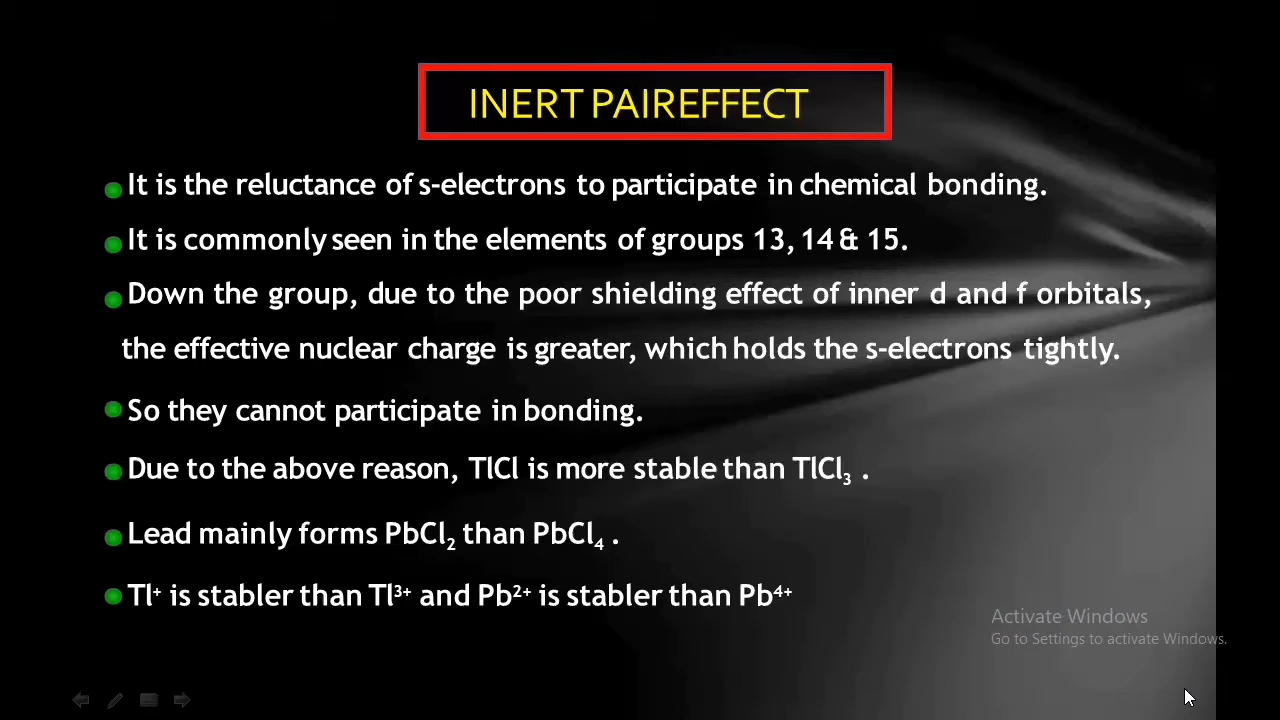 INERT PAIREFFECT
It is the reluctance of s-electrons to participate in chemical bonding.
It is commonly seen in the elements of groups 13, 14 & 15.
Down the group, due to the poor shielding effect of inner d and f orbitals,
the effective nuclear charge is greater, which holds the s-electrons tightly.
So they cannot participate in bonding.
Due to the above reason, TlCl is more stable than TlCl₃ .
Lead mainly forms PbCl₂ than PbCl₄ .
Tl⁺ is stabler than Tl³⁺ and Pb²⁺ is stabler than Pb⁴⁺
Activate Windows
Go to Settings to activate Windows.